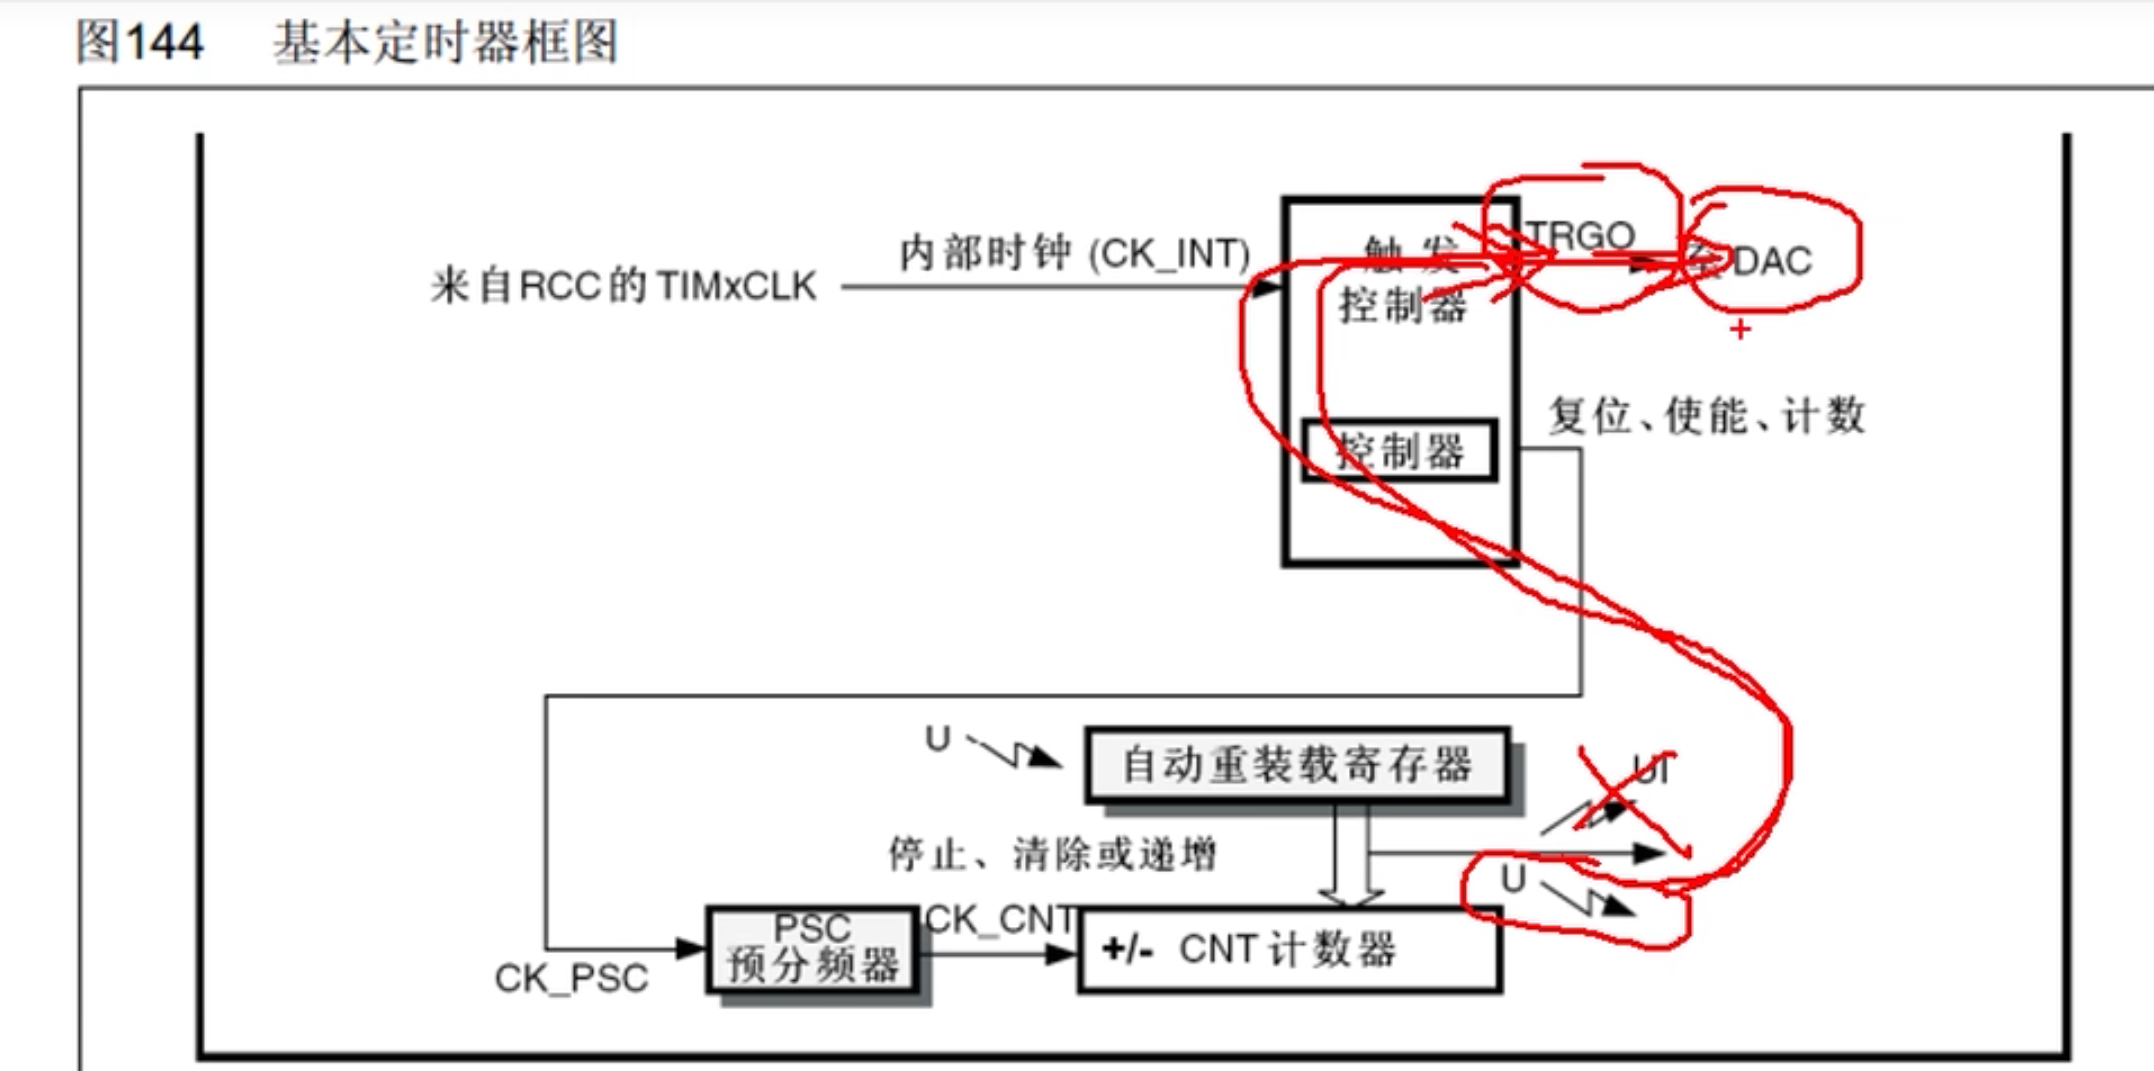 图144 基本定时器框图
来自RCC的TIMxCLK
内部时钟 (CK_INT)
触发
控制器
TRGO
至DAC
控制器
复位、使能、计数
U
自动重装载寄存器
UI
停止、清除或递增
U
CK_PSC
PSC
预分频器
CK_CNT
+/- CNT计数器